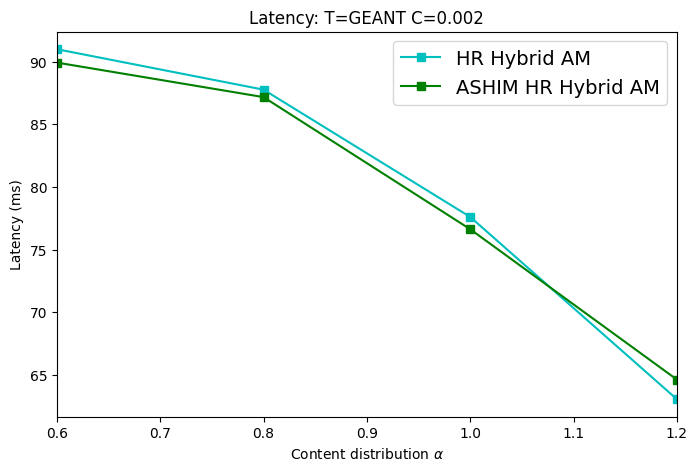 Latency: T=GEANT C=0.002
HR Hybrid AM
ASHIM HR Hybrid AM
Latency (ms)
90
85
80
75
70
65
0.6 0.7 0.8 0.9 1.0 1.1 1.2
Content distribution α